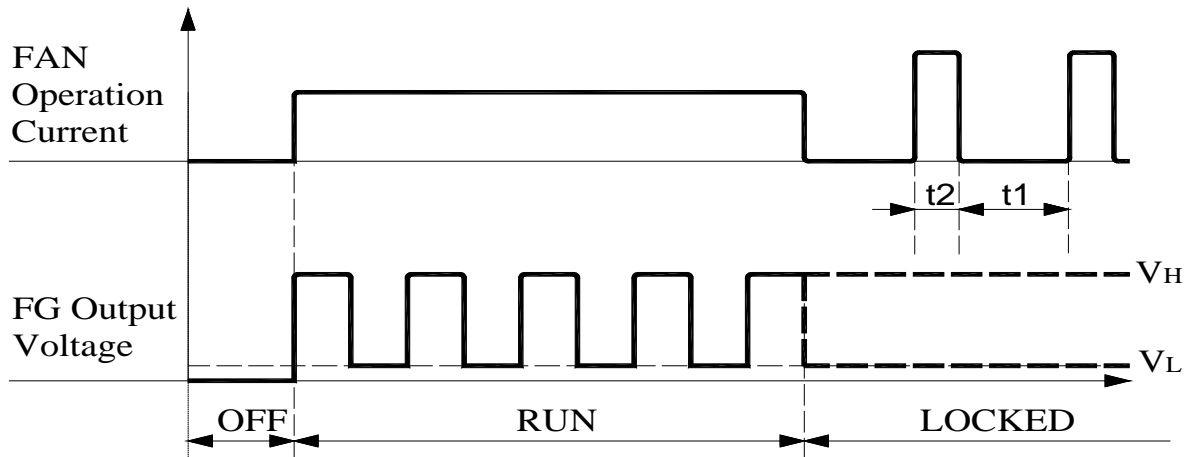 FAN
Operation
Current
t2
t1
FG Output
Voltage
VH
VL
OFF
RUN
LOCKED